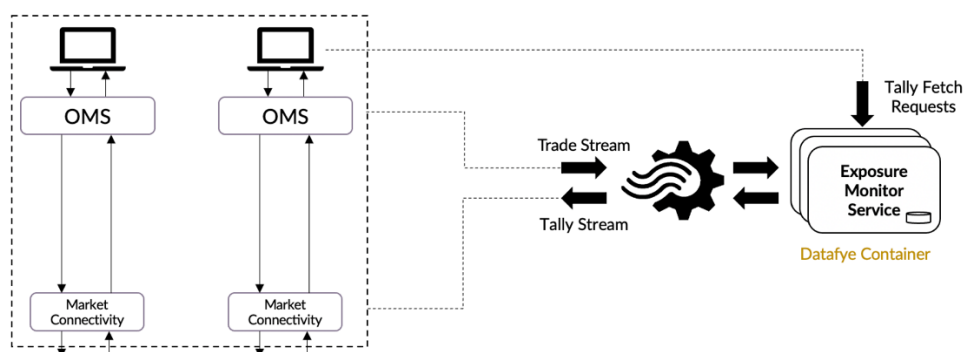 OMS
OMS
Market
Connectivity
Market
Connectivity
Trade Stream
Tally Stream
Tally Fetch
Requests
Exposure
Monitor
Service
Datafye Container